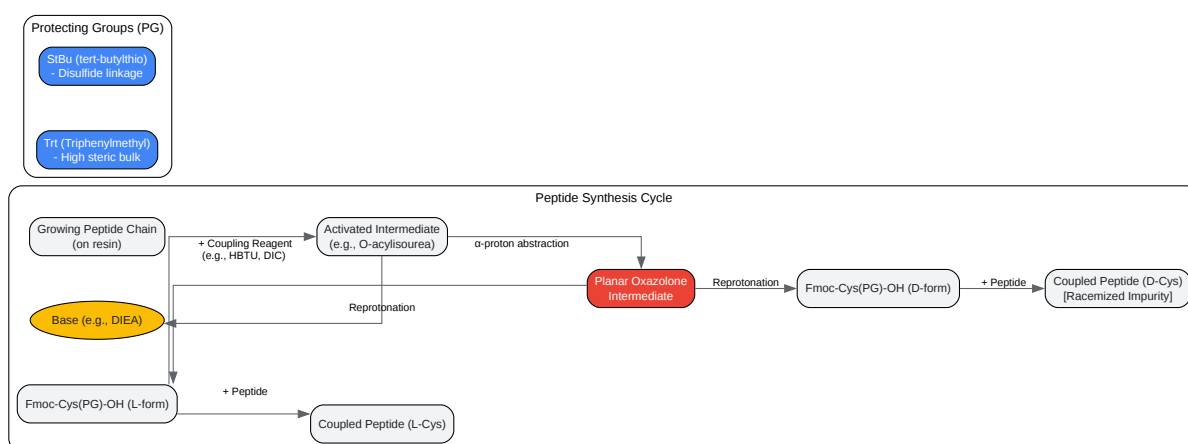 Protecting Groups (PG)
StBu (tert-butylthio)
- Disulfide linkage
Trt (Triphenylmethyl)
- High steric bulk
Peptide Synthesis Cycle
Growing Peptide Chain
(on resin)
+ Coupling Reagent
(e.g., HBTU, DIC)
Activated Intermediate
(e.g., O-acylisourea)
α-proton abstraction
Planar Oxazolone
Intermediate
Reprotonation
Fmoc-Cys(PG)-OH (D-form)
+ Peptide
Coupled Peptide (D-Cys)
[Racemized Impurity]
Reprotonation
Base (e.g., DIEA)
Fmoc-Cys(PG)-OH (L-form)
+ Peptide
Coupled Peptide (L-Cys)